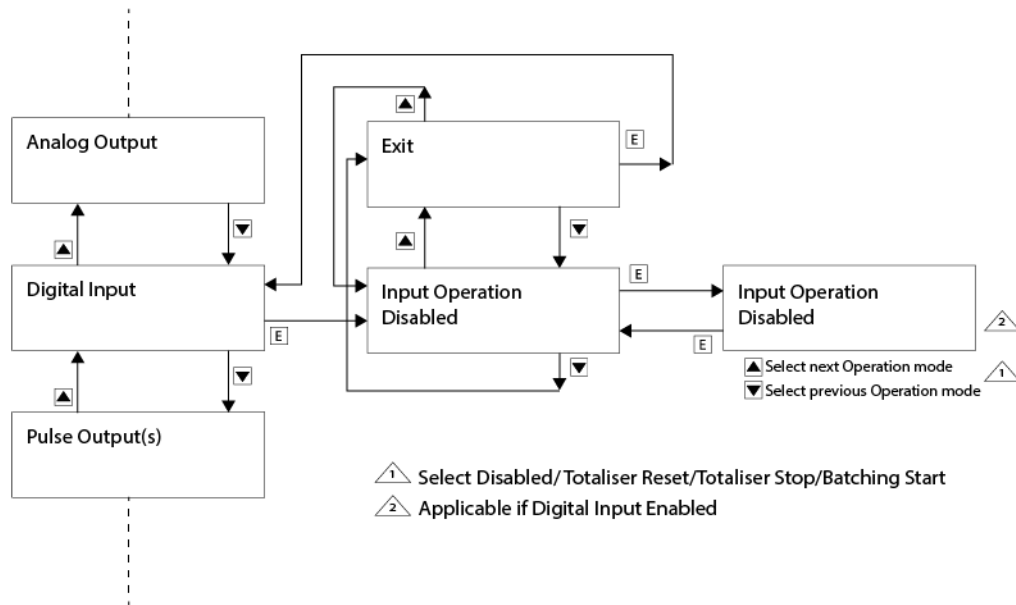 Analog Output
Exit
E
Digital Input
E
Input Operation
Disabled
E
E
Input Operation
Disabled
2
Select next Operation mode
1
Select previous Operation mode
Pulse Output(s)
1 Select Disabled/Totaliser Reset/Totaliser Stop/Batching Start
2 Applicable if Digital Input Enabled